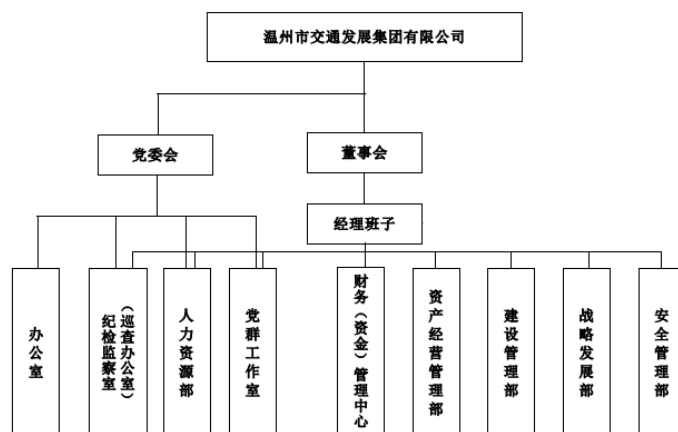 温州市交通发展集团有限公司
党委会
董事会
经理班子
办公室
纪检监察室
（巡查办公室）
人力资源部
党群工作室
财务（资金）管理中心
资产经营管理部
建设管理部
战略发展部
安全管理部